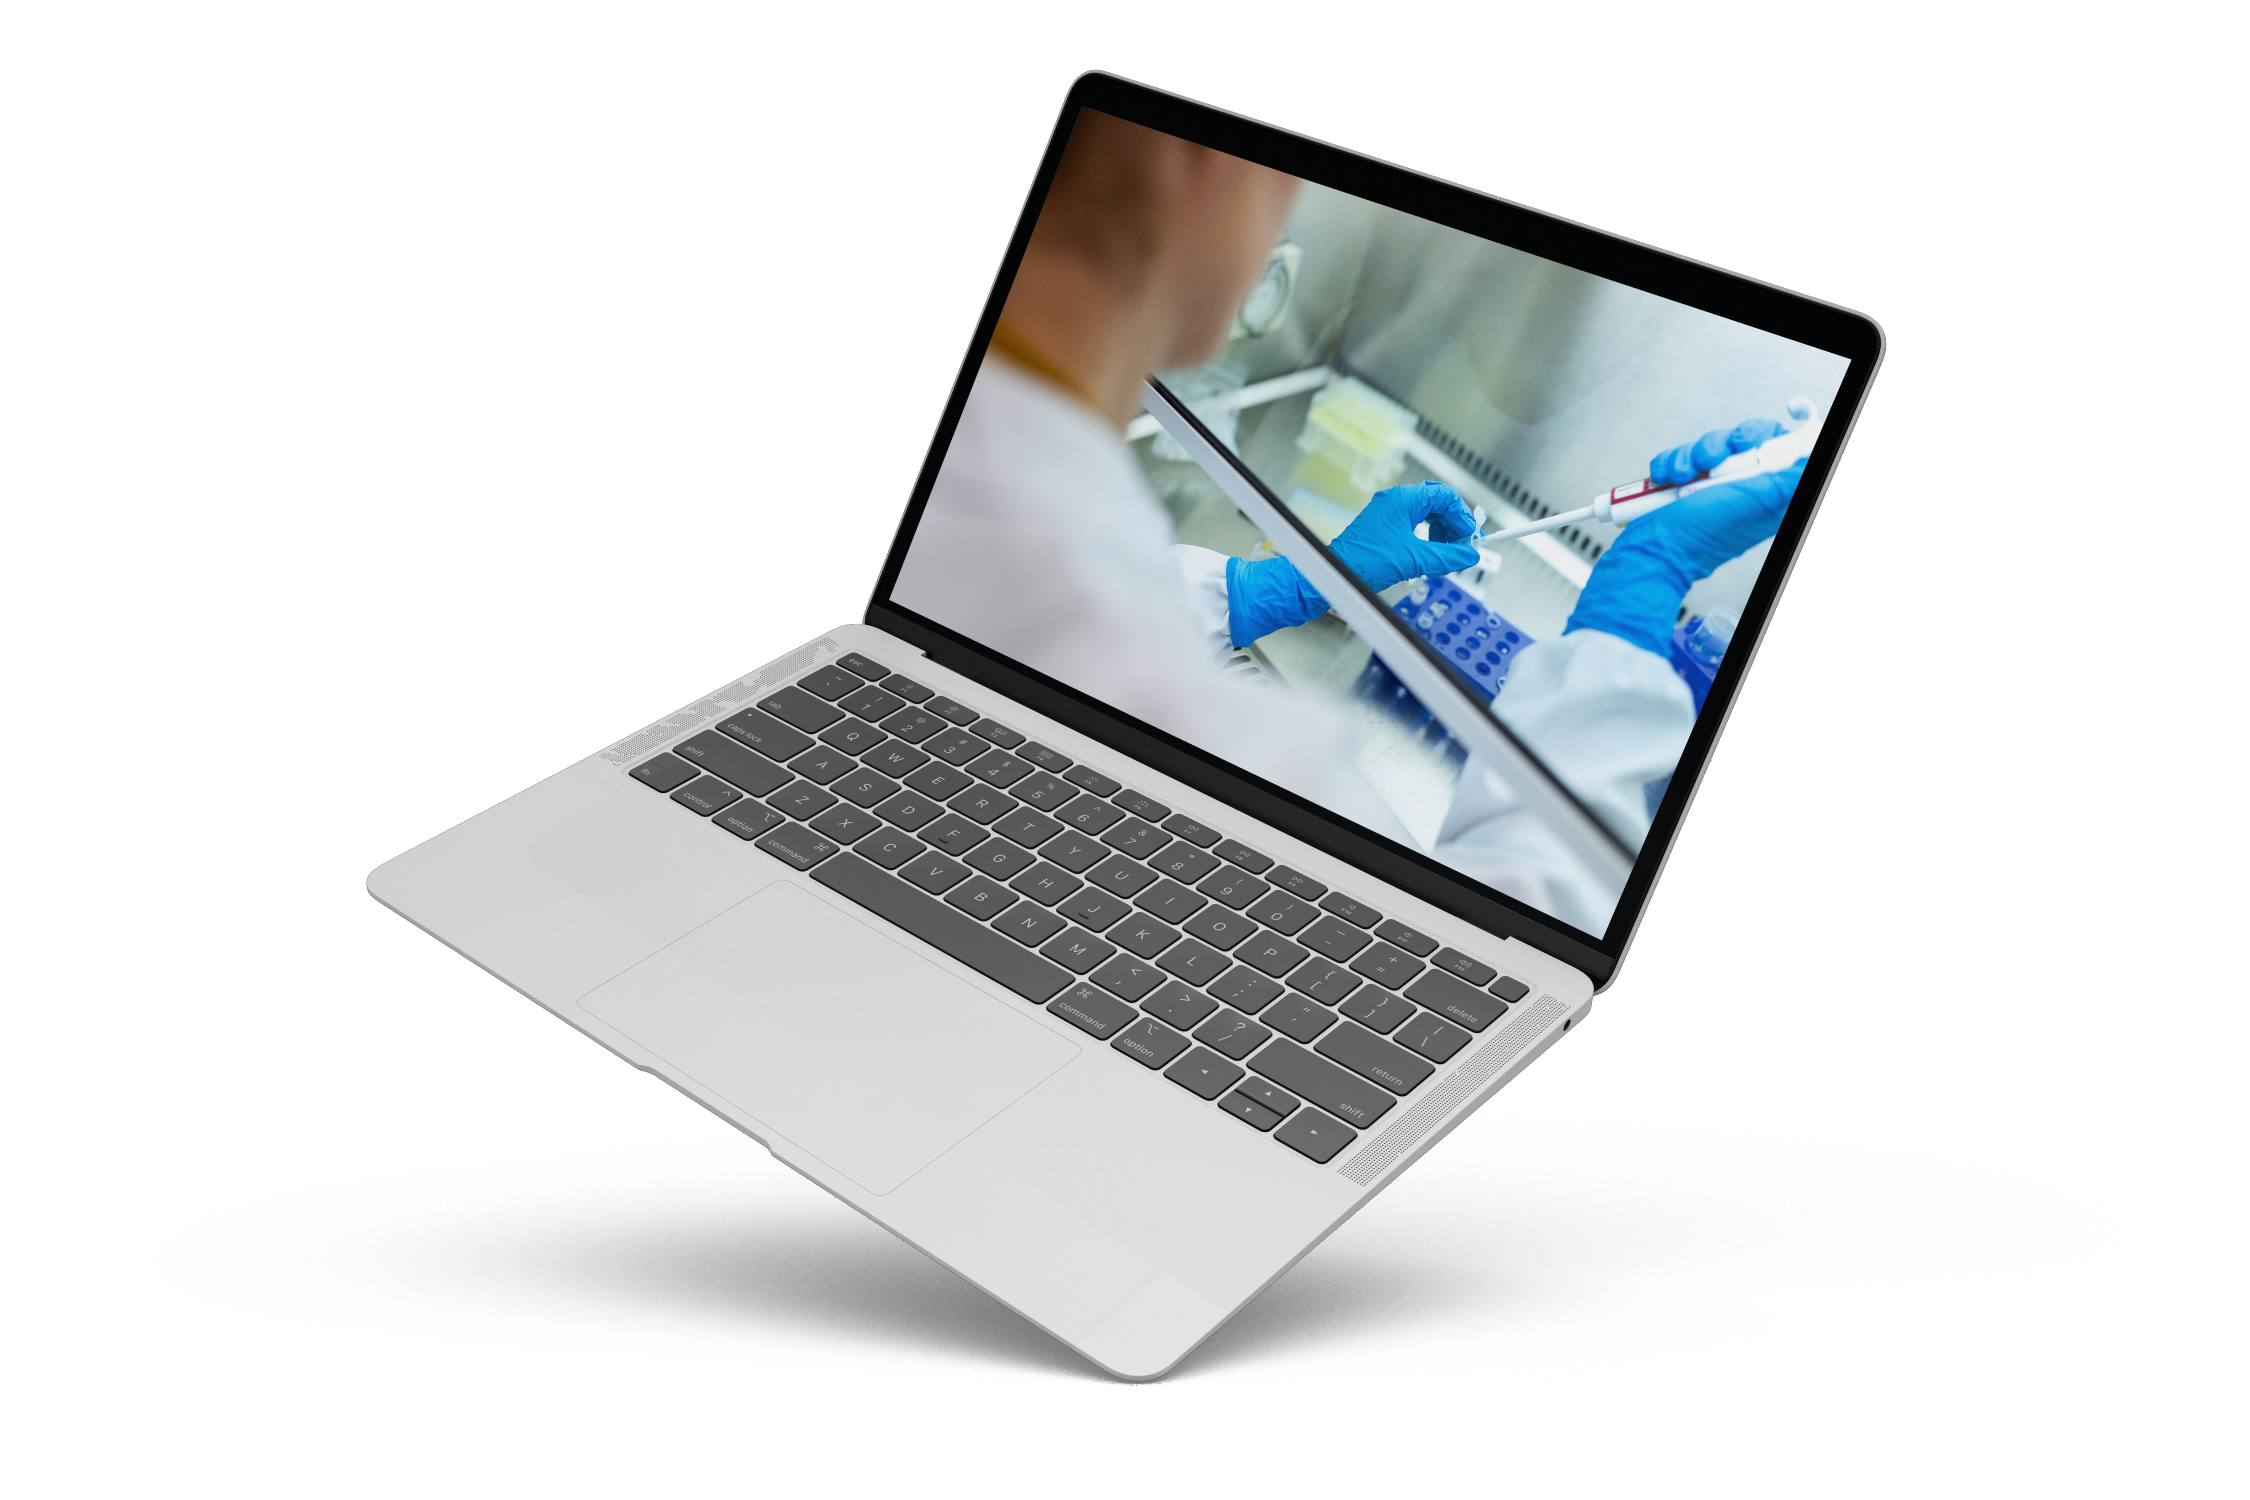 esc
~ `
! 1
@ 2
# 3
$ 4
% 5
^ 6
& 7
* 8
( 9
) 0
_ -
+ =
delete
tab
Q W E R T Y U I O P
{ [
} ]
| \
caps lock
A S D F G H J K L
: ;
" '
return
shift
Z X C V B N M
< ,
> .
? /
shift
fn
control
option
command
command
option